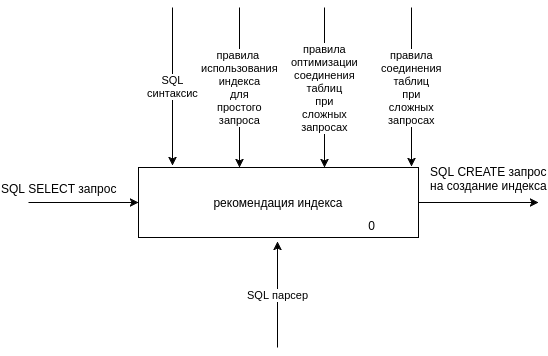 SQL
синтаксис
правила
использования
индекса
для
простого
запроса
правила
оптимизации
соединения
таблиц
при
сложных
запросах
правила
соединения
таблиц
при
сложных
запросах
SQL SELECT запрос
рекомендация индекса
0
SQL CREATE запрос
на создание индекса
SQL парсер